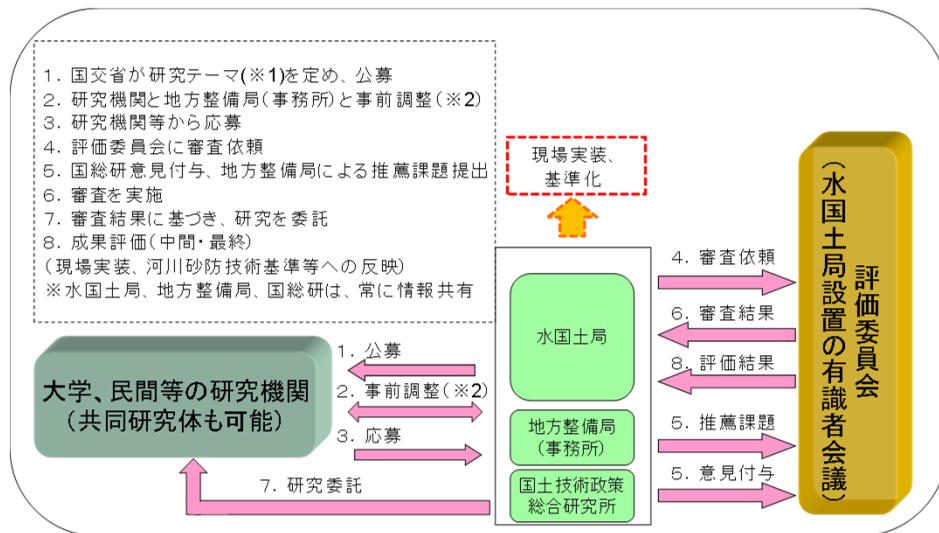 1. 国交省が研究テーマ(※1)を定め、公募
2. 研究機関と地方整備局(事務所)と事前調整(※2)
3. 研究機関等から応募
4. 評価委員会に審査依頼
5. 国総研意見付与、地方整備局による推薦課題提出
6. 審査を実施
7. 審査結果に基づき、研究を委託
8. 成果評価(中間・最終)
(現場実装、河川砂防技術基準等への反映)
※水国土局、地方整備局、国総研は、常に情報共有
現場実装、
基準化
大学、民間等の研究機関
(共同研究体も可能)
1. 公募
2. 事前調整(※2)
3. 応募
7. 研究委託
水国土局
地方整備局
(事務所)
国土技術政策
総合研究所
4. 審査依頼
6. 審査結果
8. 評価結果
5. 推薦課題
5. 意見付与
評価委員会
(水国土局設置の有識者会議)